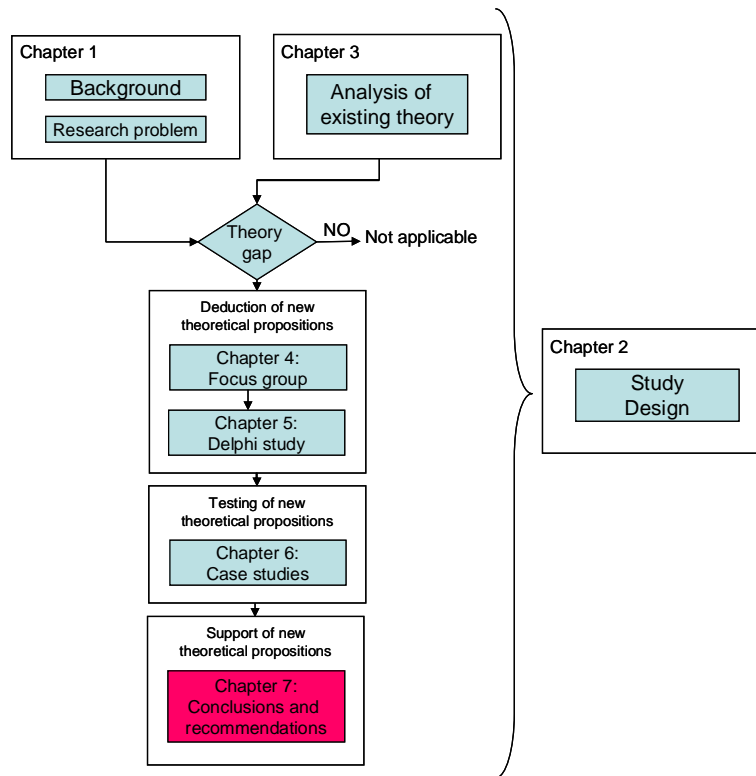 Chapter 1
Background
Research problem
Chapter 3
Analysis of
existing theory
Theory
gap
NO
Not applicable
Deduction of new
theoretical propositions
Chapter 4:
Focus group
Chapter 5:
Delphi study
Testing of new
theoretical propositions
Chapter 6:
Case studies
Support of new
theoretical propositions
Chapter 7:
Conclusions and
recommendations
Chapter 2
Study
Design